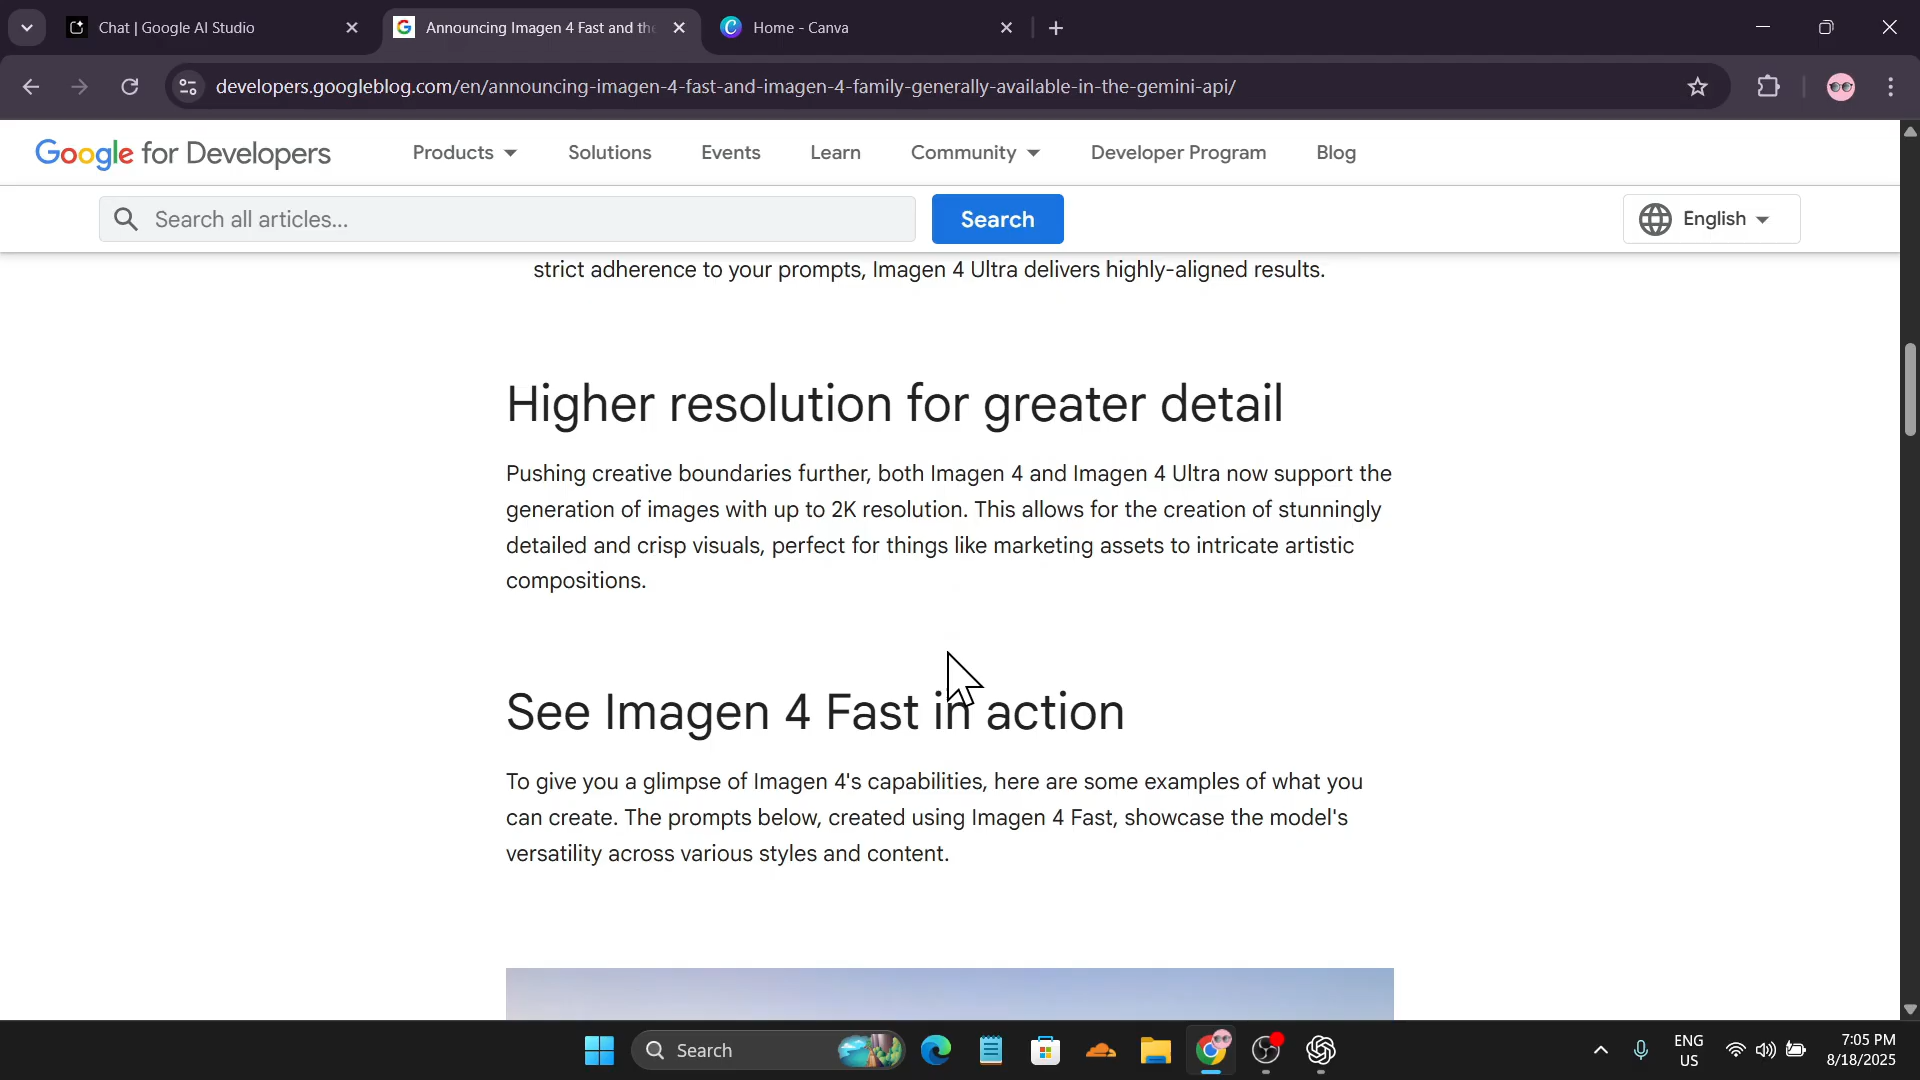 Chat | Google AI Studio
Announcing Imagen 4 Fast and th
Home - Canva
developers.googleblog.com/en/announcing-imagen-4-fast-and-imagen-4-family-generally-available-in-the-gemini-api/
Google for Developers
Products
Solutions
Events
Learn
Community
Developer Program
Blog
Search all articles...
Search
English
strict adherence to your prompts, Imagen 4 Ultra delivers highly-aligned results.
Higher resolution for greater detail
Pushing creative boundaries further, both Imagen 4 and Imagen 4 Ultra now support the
generation of images with up to 2K resolution. This allows for the creation of stunningly
detailed and crisp visuals, perfect for things like marketing assets to intricate artistic
compositions.
See Imagen 4 Fast in action
To give you a glimpse of Imagen 4's capabilities, here are some examples of what you
can create. The prompts below, created using Imagen 4 Fast, showcase the model's
versatility across various styles and content.
Search
ENG
US
7:05 PM
8/18/2025